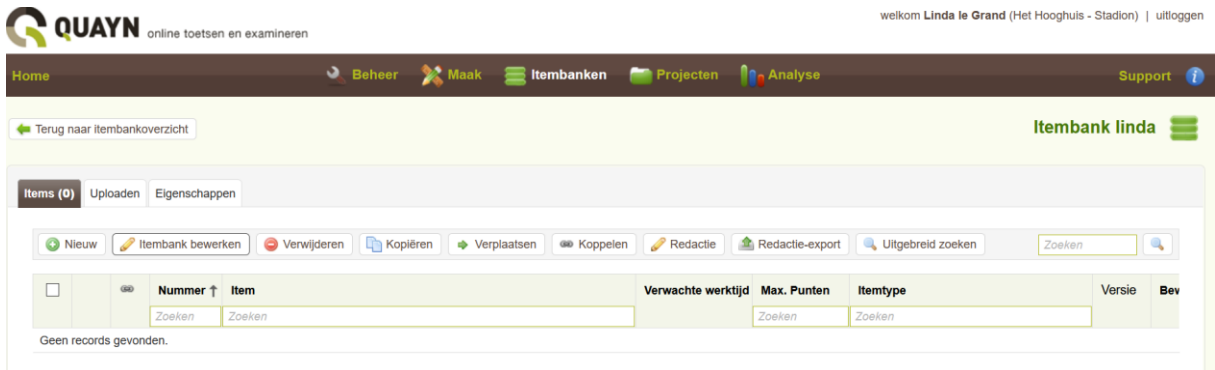 welkom Linda le Grand (Het Hooghuis - Stadion) | uitloggen
QUAYN online toetsen en examineren
Home Beheer Maak Itembanken Projecten Analyse Support i
Terug naar itembankoverzicht Itembank linda
Items (0) Uploaden Eigenschappen
Nieuw Itembank bewerken Verwijderen Kopiëren Verplaatsen Koppelen Redactie Redactie-export Uitgebreid zoeken Zoeken
Nummer ↑ Item Verwachte werktijd Max. Punten Itemtype Versie Bew
Zoeken Zoeken Zoeken Zoeken
Geen records gevonden.